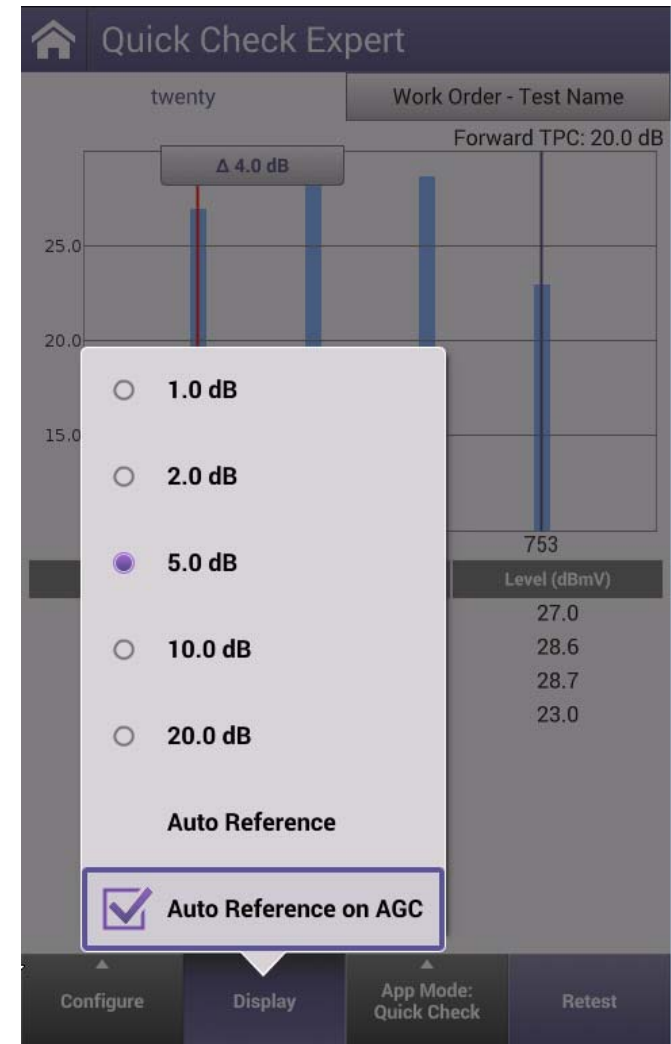 Quick Check Expert
twenty
Work Order - Test Name
Forward TPC: 20.0 dB
Δ 4.0 dB
25.0
20.0
15.0
1.0 dB
2.0 dB
5.0 dB
10.0 dB
20.0 dB
Auto Reference
Auto Reference on AGC
753
Level (dBmV)
27.0
28.6
28.7
23.0
Configure
Display
App Mode:
Quick Check
Retest